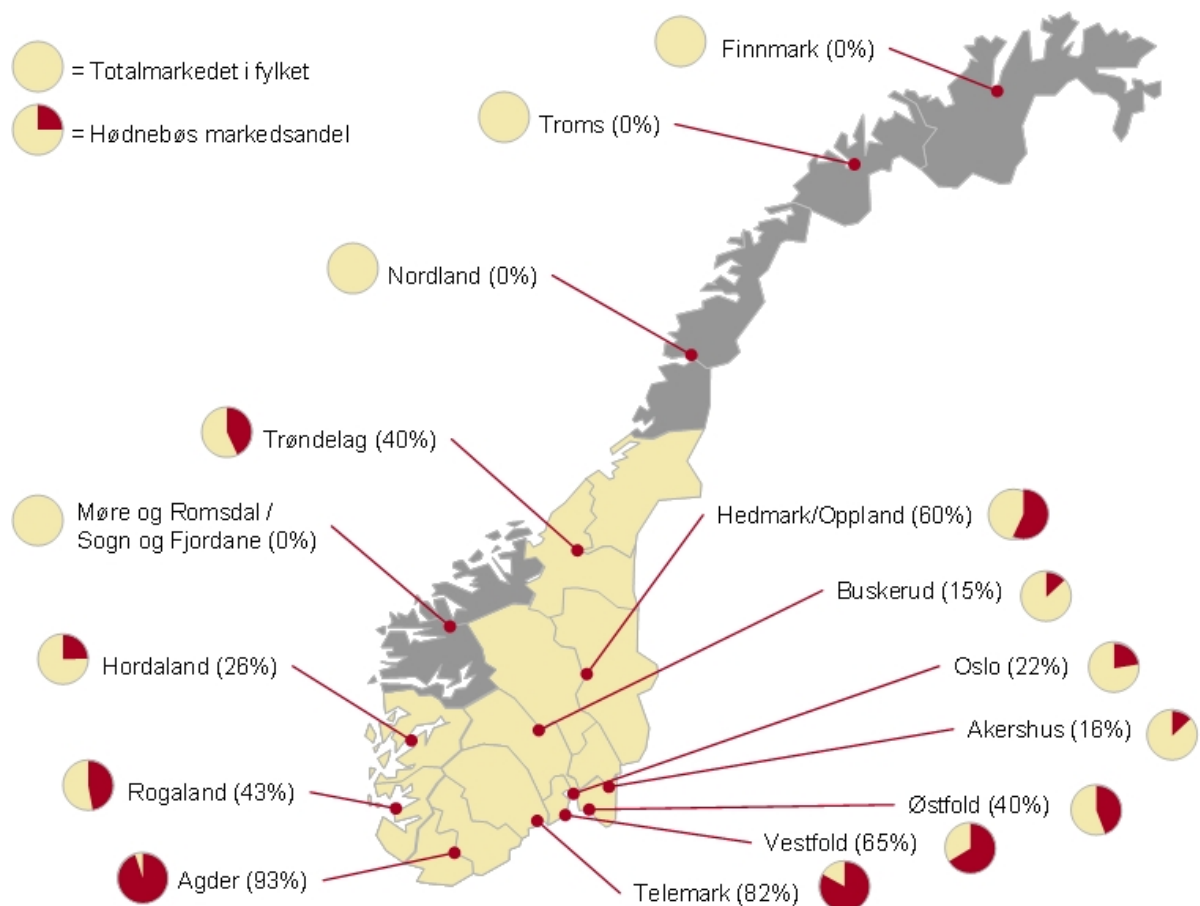 = Totalmarkedet i fylket
= Hødnebøs markedsandel
Finnmark (0%)
Troms (0%)
Nordland (0%)
Trøndelag (40%)
Møre og Romsdal /
Sogn og Fjordane (0%)
Hedmark/Oppland (60%)
Buskerud (15%)
Hordaland (26%)
Oslo (22%)
Akershus (16%)
Rogaland (43%)
Østfold (40%)
Vestfold (65%)
Agder (93%)
Telemark (82%)